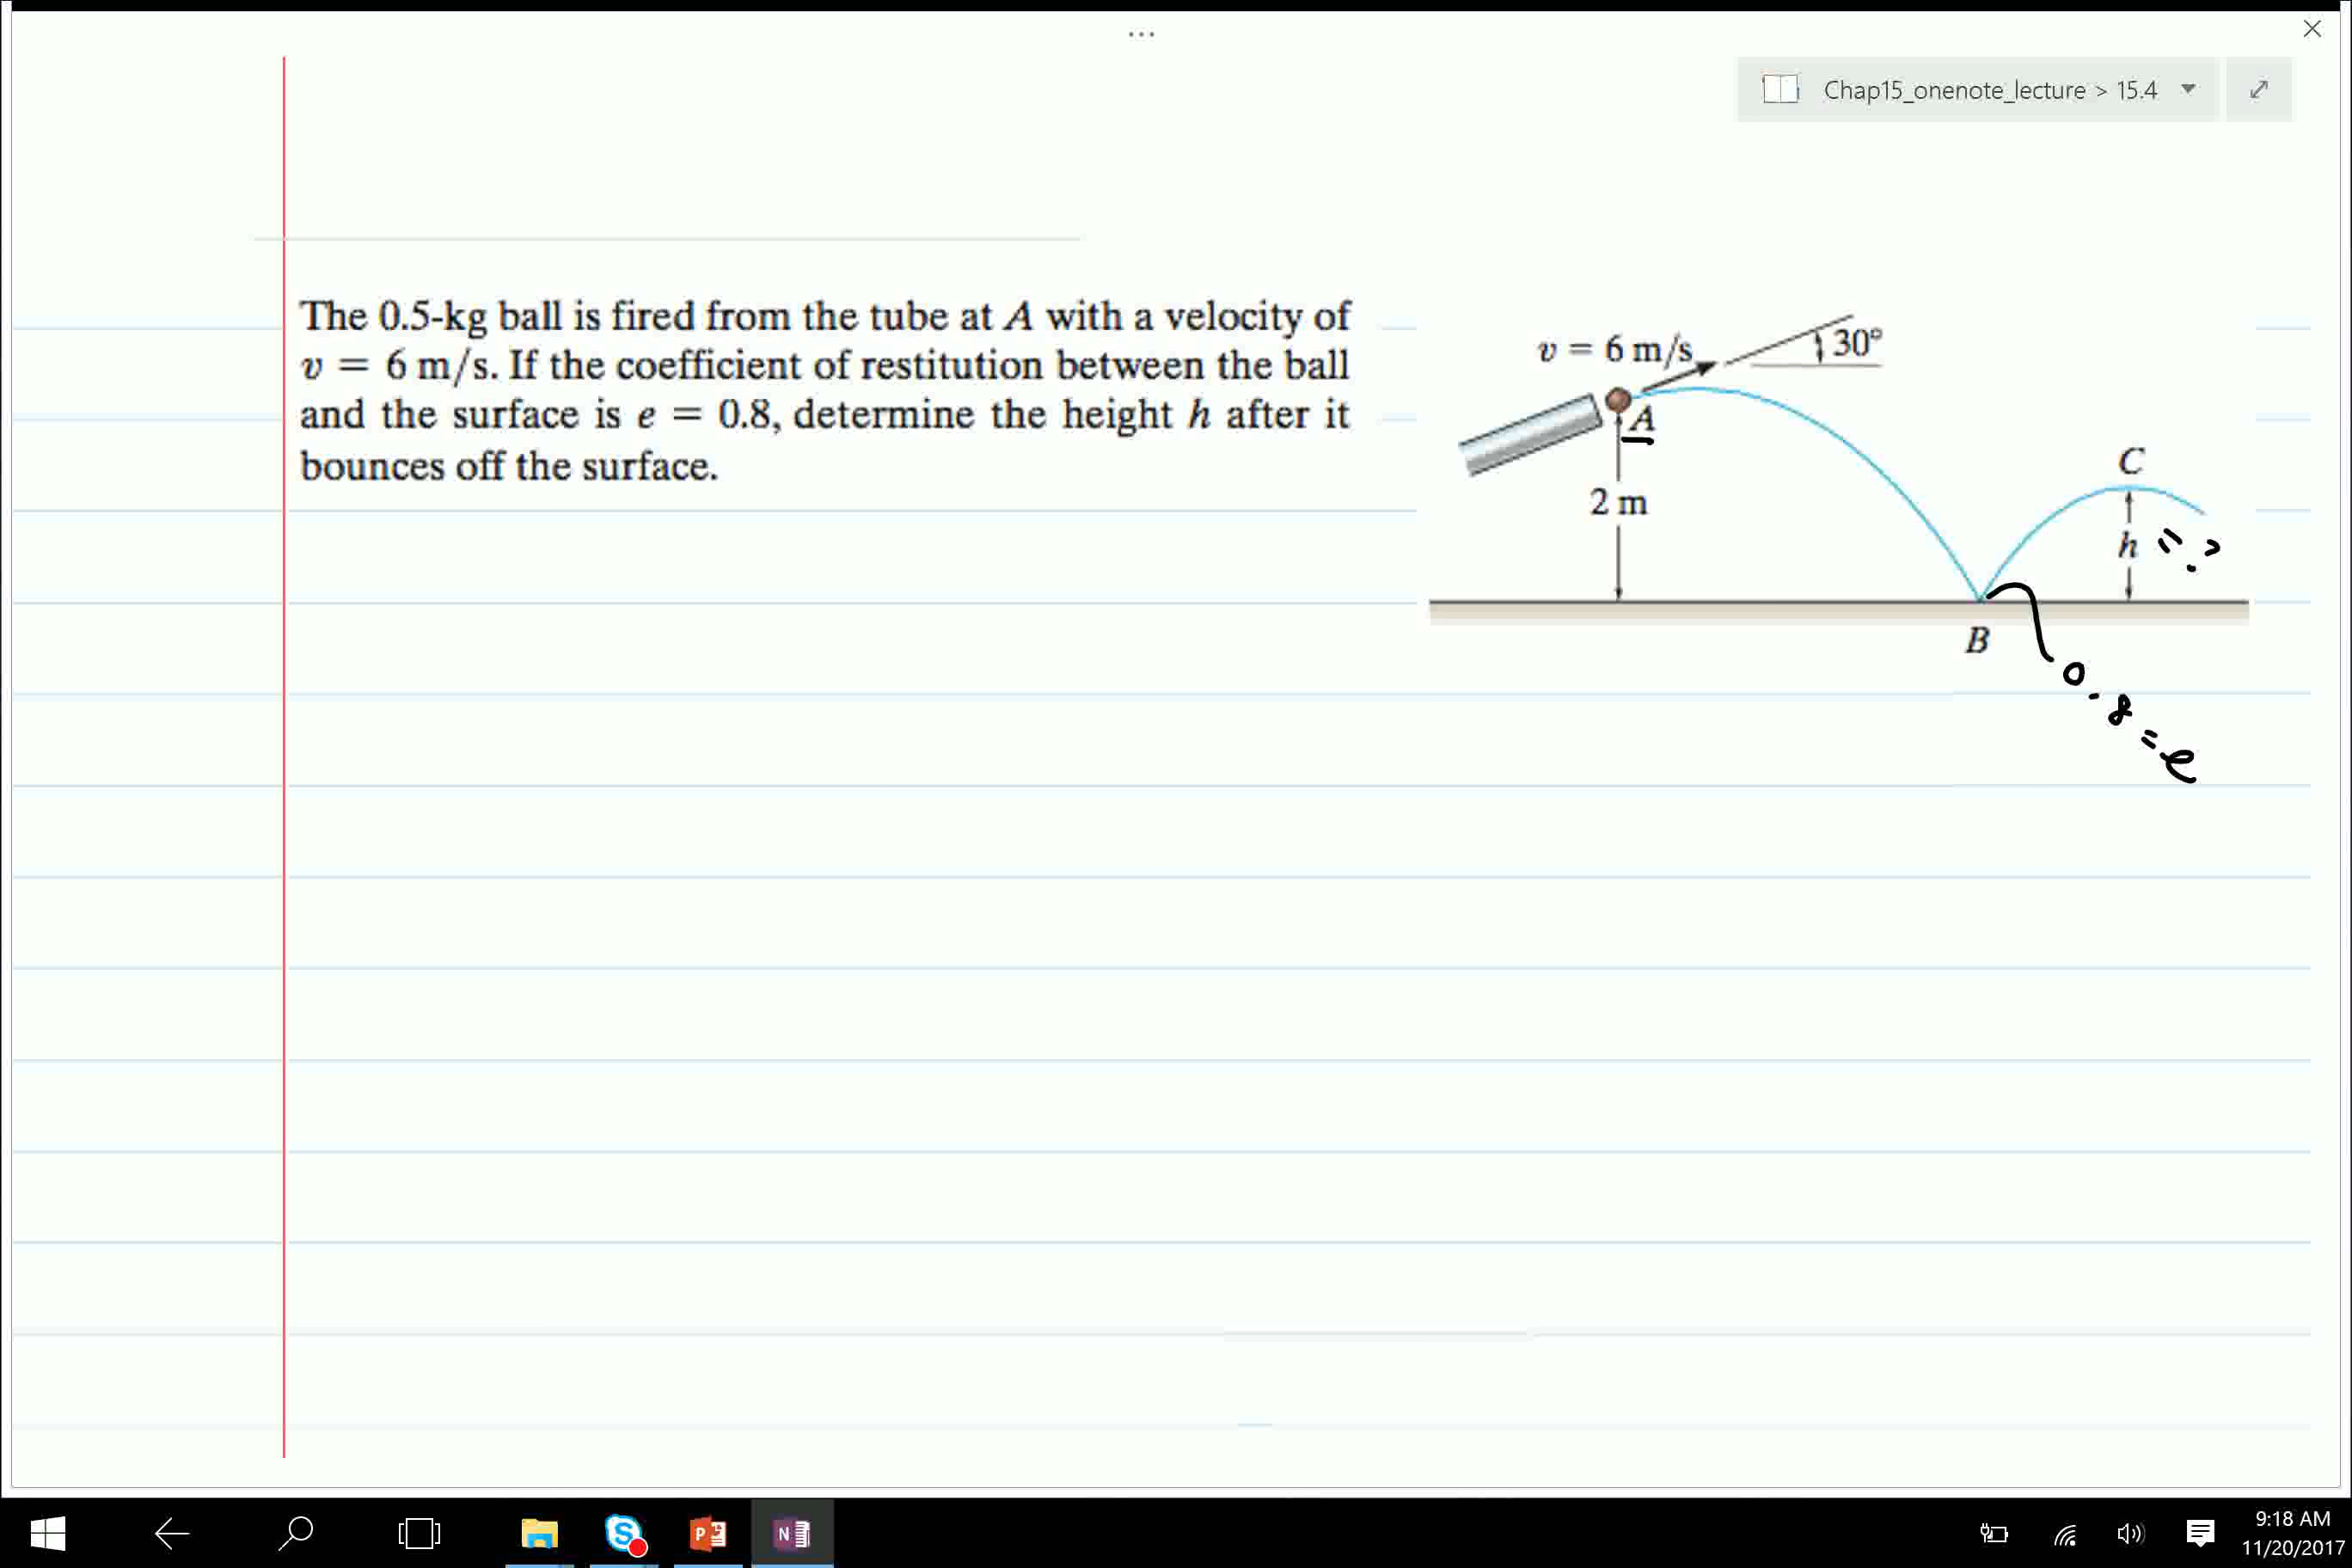 ...
Chap15_onenote_lecture > 15.4
The 0.5-kg ball is fired from the tube at A with a velocity of
v = 6 m/s. If the coefficient of restitution between the ball
and the surface is e = 0.8, determine the height h after it
bounces off the surface.
v = 6 m/s
30°
A
2 m
C
h = ?
B
0.8 = e
9:18 AM
11/20/2017